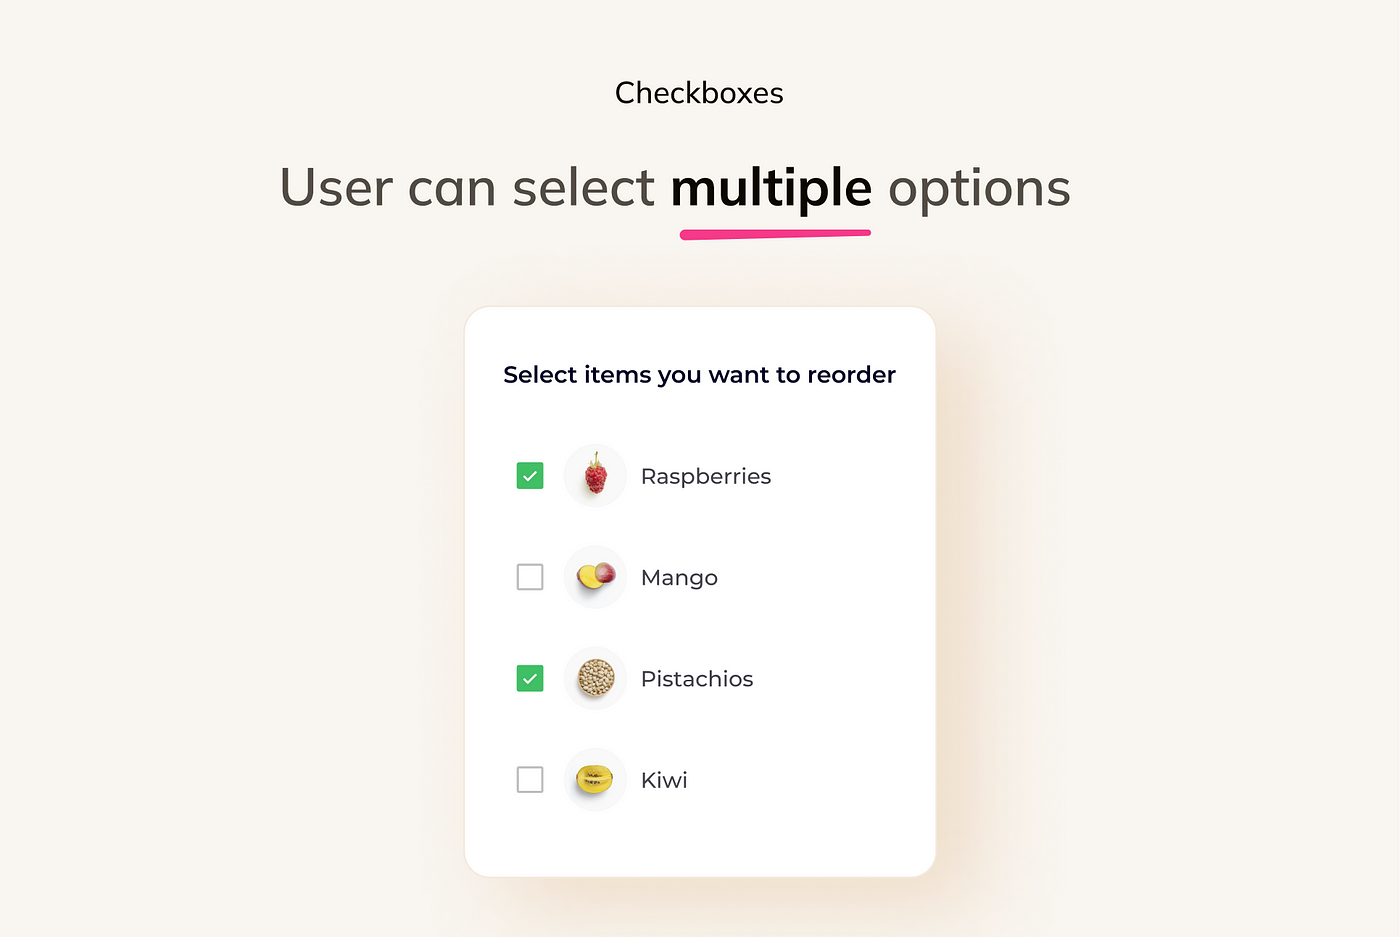 Checkboxes
User can select multiple options
Select items you want to reorder
Raspberries
Mango
Pistachios
Kiwi